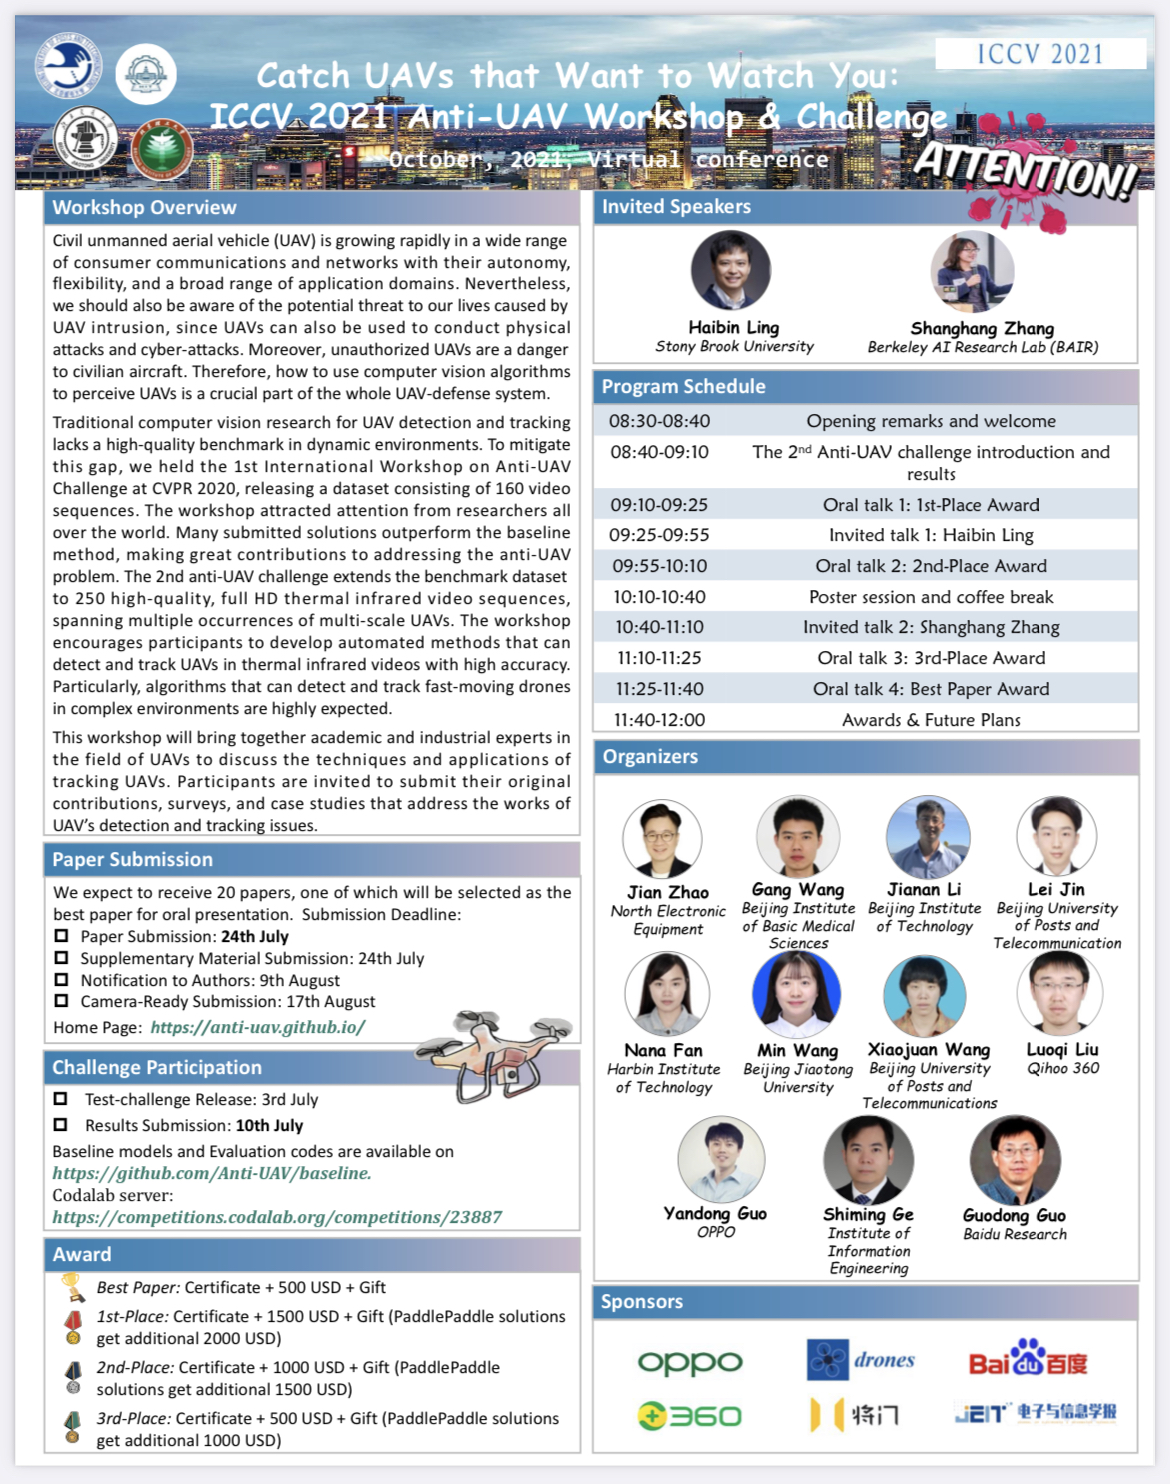 ICCV 2021
Catch UAVs that Want to Watch You:
ICCV 2021 Anti-UAV Workshop & Challenge
October, 2021, Virtual conference
ATTENTION!
Workshop Overview
Civil unmanned aerial vehicle (UAV) is growing rapidly in a wide range
of consumer communications and networks with their autonomy,
flexibility, and a broad range of application domains. Nevertheless,
we should also be aware of the potential threat to our lives caused by
UAV intrusion, since UAVs can also be used to conduct physical
attacks and cyber-attacks. Moreover, unauthorized UAVs are a danger
to civilian aircraft. Therefore, how to use computer vision algorithms
to perceive UAVs is a crucial part of the whole UAV-defense system.
Traditional computer vision research for UAV detection and tracking
lacks a high-quality benchmark in dynamic environments. To mitigate
this gap, we held the 1st International Workshop on Anti-UAV
Challenge at CVPR 2020, releasing a dataset consisting of 160 video
sequences. The workshop attracted attention from researchers all
over the world. Many submitted solutions outperform the baseline
method, making great contributions to addressing the anti-UAV
problem. The 2nd anti-UAV challenge extends the benchmark dataset
to 250 high-quality, full HD thermal infrared video sequences,
spanning multiple occurrences of multi-scale UAVs. The workshop
encourages participants to develop automated methods that can
detect and track UAVs in thermal infrared videos with high accuracy.
Particularly, algorithms that can detect and track fast-moving drones
in complex environments are highly expected.
This workshop will bring together academic and industrial experts in
the field of UAVs to discuss the techniques and applications of
tracking UAVs. Participants are invited to submit their original
contributions, surveys, and case studies that address the works of
UAV's detection and tracking issues.
Paper Submission
We expect to receive 20 papers, one of which will be selected as the
best paper for oral presentation. Submission Deadline:
Paper Submission: 24th July
Supplementary Material Submission: 24th July
Notification to Authors: 9th August
Camera-Ready Submission: 17th August
Home Page: https://anti-uav.github.io/
Challenge Participation
Test-challenge Release: 3rd July
Results Submission: 10th July
Baseline models and Evaluation codes are available on
https://github.com/Anti-UAV/baseline.
Codalab server:
https://competitions.codalab.org/competitions/23887
Award
Best Paper: Certificate + 500 USD + Gift
1st-Place: Certificate + 1500 USD + Gift (PaddlePaddle solutions
get additional 2000 USD)
2nd-Place: Certificate + 1000 USD + Gift (PaddlePaddle
solutions get additional 1500 USD)
3rd-Place: Certificate + 500 USD + Gift (PaddlePaddle solutions
get additional 1000 USD)
Invited Speakers
Haibin Ling
Stony Brook University
Shanghang Zhang
Berkeley AI Research Lab (BAIR)
Program Schedule
08:30-08:40 Opening remarks and welcome
08:40-09:10 The 2nd Anti-UAV challenge introduction and
results
09:10-09:25 Oral talk 1: 1st-Place Award
09:25-09:55 Invited talk 1: Haibin Ling
09:55-10:10 Oral talk 2: 2nd-Place Award
10:10-10:40 Poster session and coffee break
10:40-11:10 Invited talk 2: Shanghang Zhang
11:10-11:25 Oral talk 3: 3rd-Place Award
11:25-11:40 Oral talk 4: Best Paper Award
11:40-12:00 Awards & Future Plans
Organizers
Jian Zhao
North Electronic
Equipment
Gang Wang
Beijing Institute
of Basic Medical
Sciences
Jianan Li
Beijing Institute
of Technology
Lei Jin
Beijing University
of Posts and
Telecommunication
Nana Fan
Harbin Institute
of Technology
Min Wang
Beijing Jiaotong
University
Xiaojuan Wang
Beijing University
of Posts and
Telecommunications
Luoqi Liu
Qihoo 360
Yandong Guo
OPPO
Shiming Ge
Institute of
Information
Engineering
Guodong Guo
Baidu Research
Sponsors
oppo
drones
Bai du 百度
360
将门
JEIT 电子与信息学报